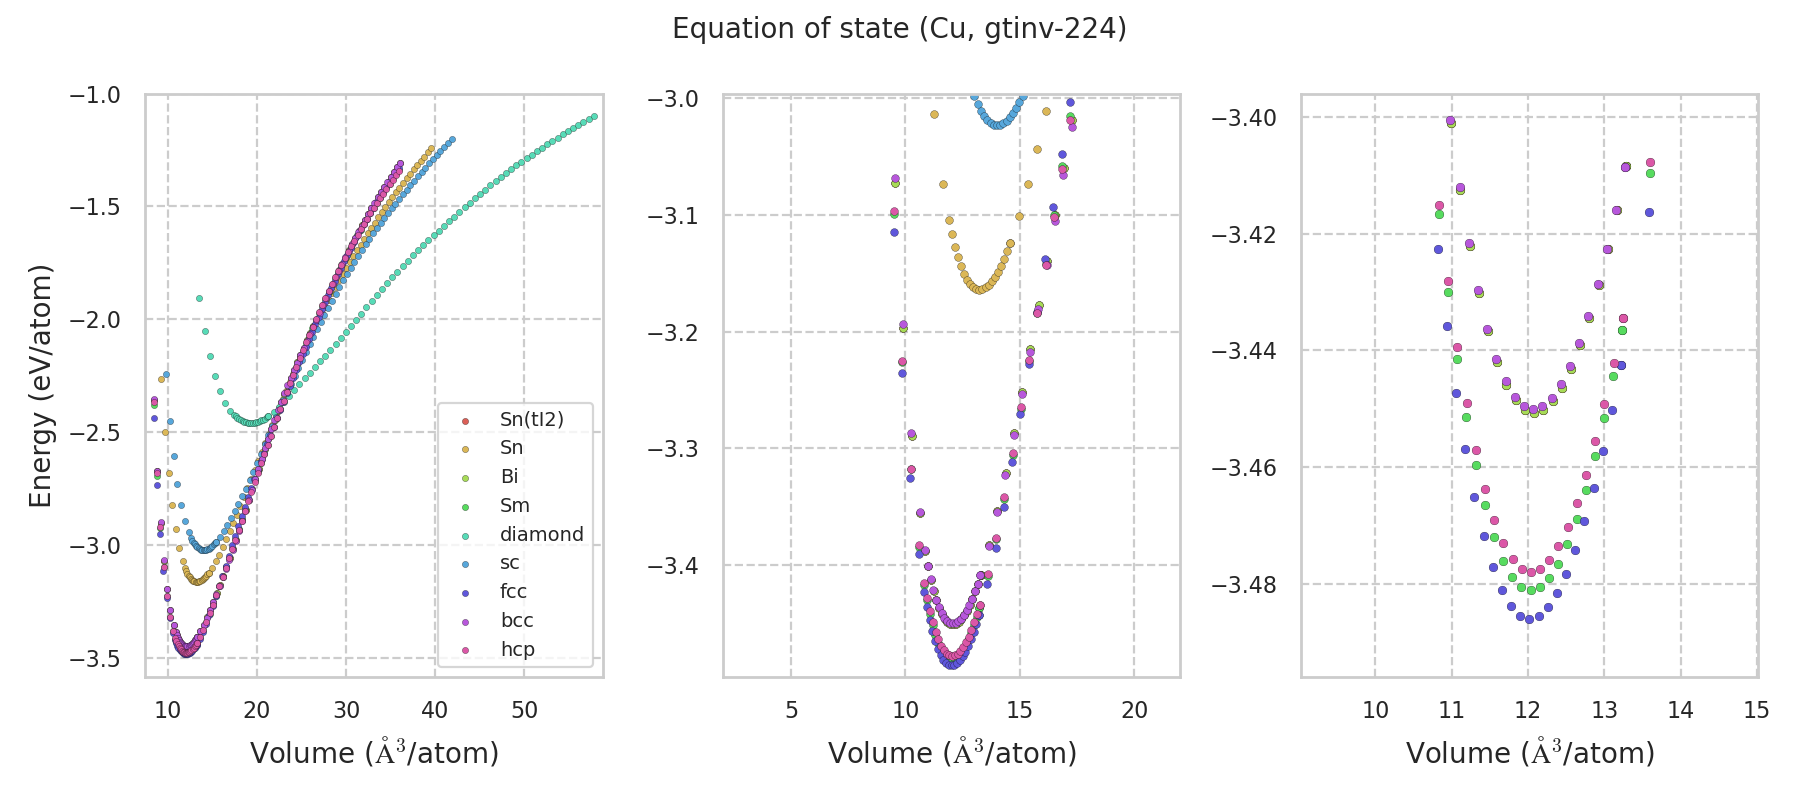 Equation of state (Cu, gtinv-224)
Energy (eV/atom)
−1.0
−1.5
−2.0
−2.5
−3.0
−3.5
10 20 30 40 50
Volume (Å³/atom)
Sn(tI2)
Sn
Bi
Sm
diamond
sc
fcc
bcc
hcp
−3.0
−3.1
−3.2
−3.3
−3.4
5 10 15 20
Volume (Å³/atom)
−3.40
−3.42
−3.44
−3.46
−3.48
10 11 12 13 14 15
Volume (Å³/atom)